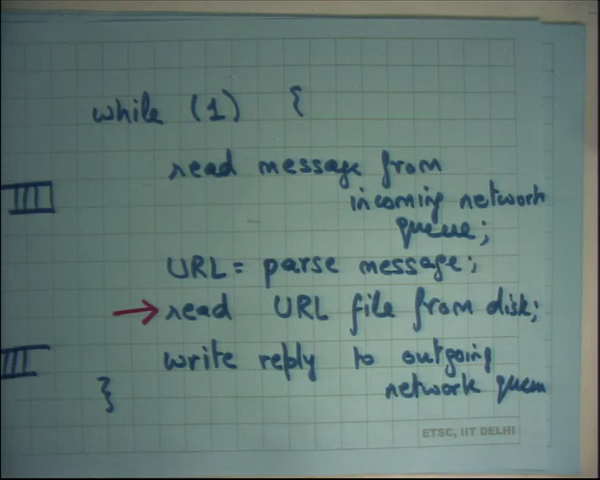 while (1) {
read message from
incoming network
queue;
URL = parse message;
read URL file from disk;
write reply to outgoing
network queu
}
ETSC, IIT DELHI